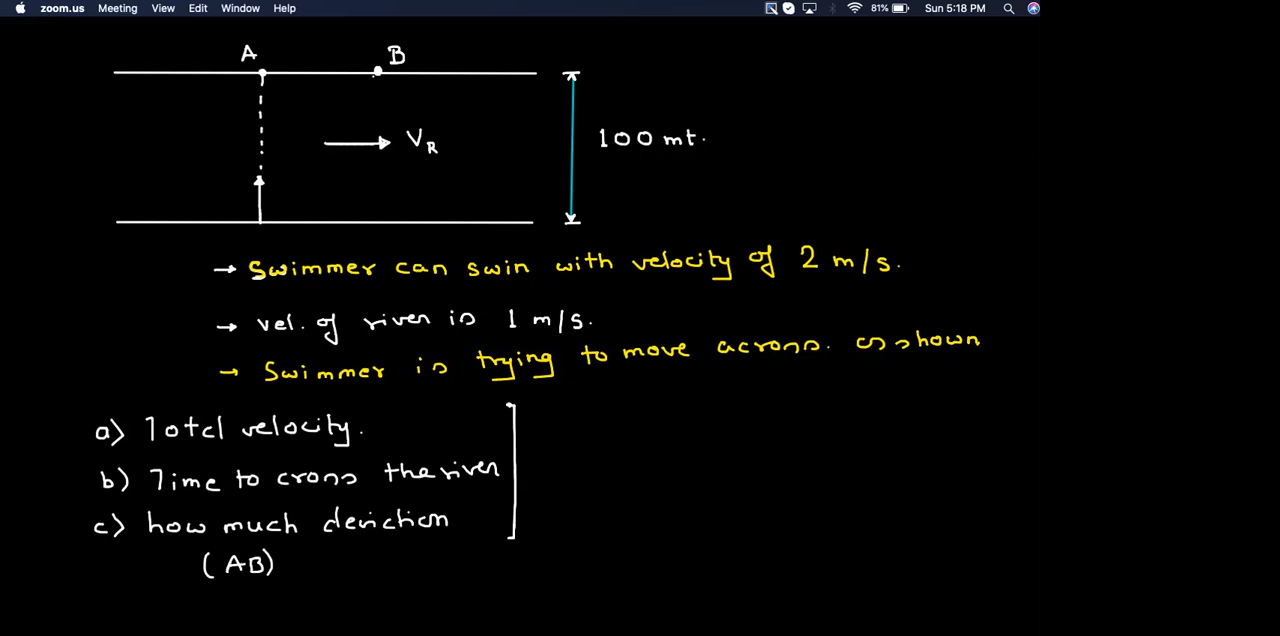 zoom.us Meeting View Edit Window Help 81% Sun 5:18 PM
A B
VR
100 mt.
→ Swimmer can swin with velocity of 2 m/s.
→ vel. of river is 1 m/s.
→ Swimmer is trying to move across. as shown
a) Total velocity.
b) Time to cross the river
c) how much deviation
(AB)